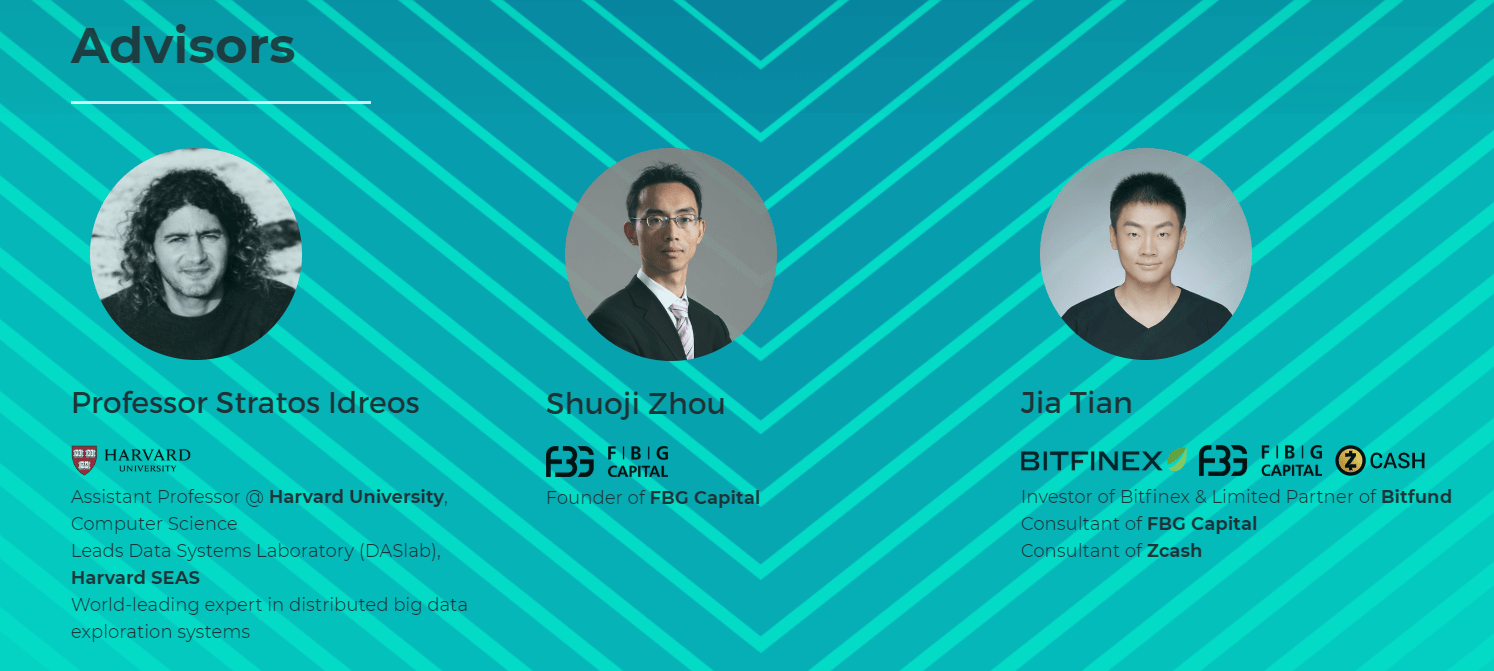 Advisors
Professor Stratos Idreos
HARVARD
UNIVERSITY
Assistant Professor @ Harvard University,
Computer Science
Leads Data Systems Laboratory (DASlab),
Harvard SEAS
World-leading expert in distributed big data
exploration systems
Shuoji Zhou
FBG F|B|G
CAPITAL
Founder of FBG Capital
Jia Tian
BITFINEX FBG F|B|G
CAPITAL
Z CASH
Investor of Bitfinex & Limited Partner of Bitfund
Consultant of FBG Capital
Consultant of Zcash